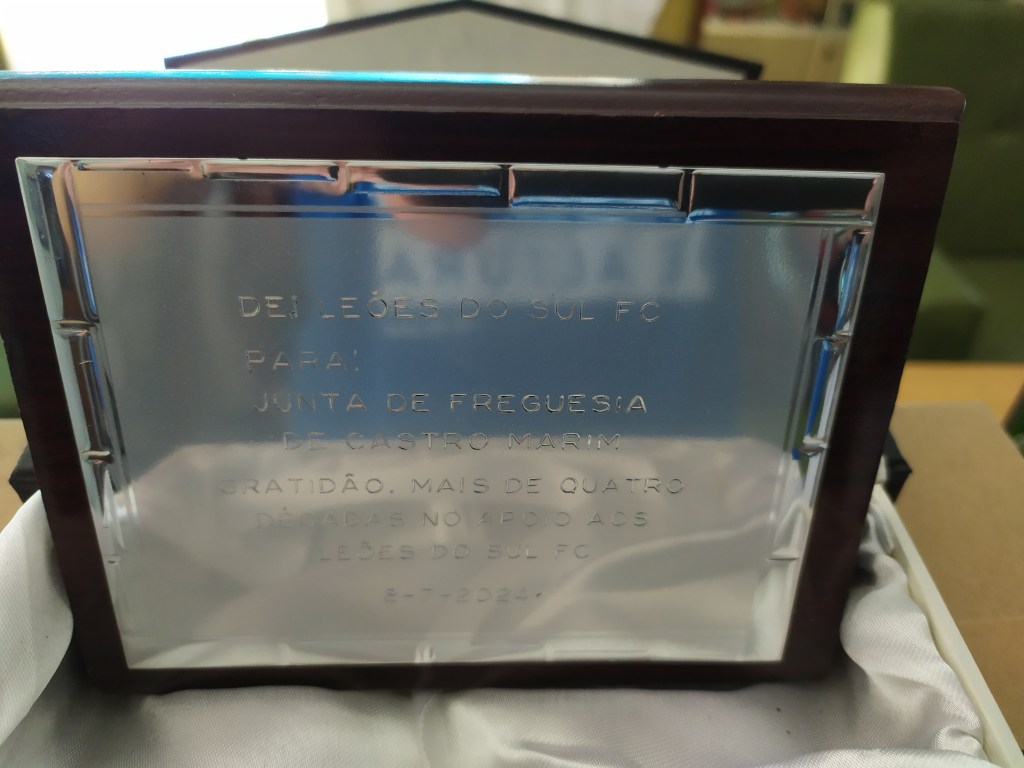 DE: LEÕES DO SUL FC
PARA:
JUNTA DE FREGUESIA
DE CASTRO MARIM
GRATIDÃO. MAIS DE QUATRO
DÉCADAS NO APOIO AOS
LEÕES DO SUL FC
8-7-2024